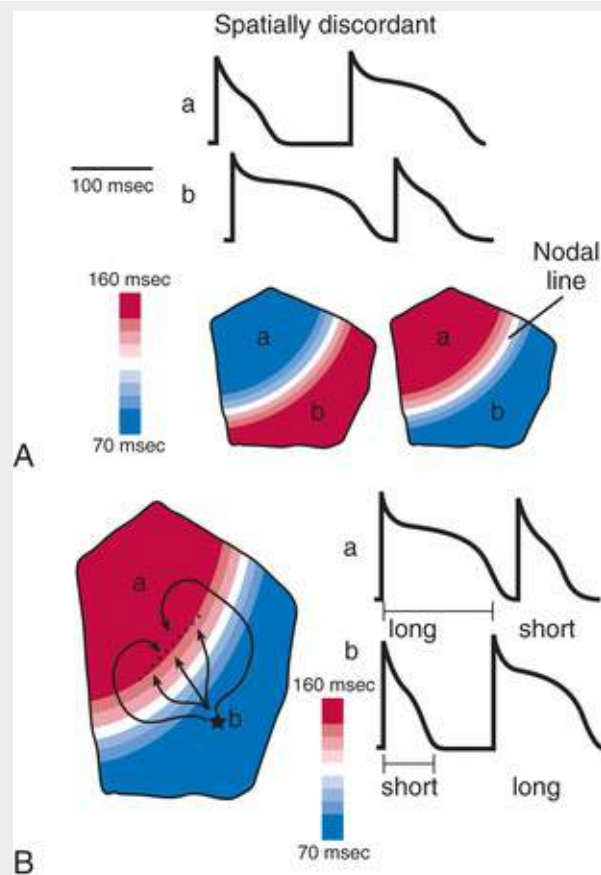 Spatially discordant
a
b
100 msec
160 msec
70 msec
Nodal
line
a
b
a
b
A
a
b
160 msec
70 msec
a
long
short
b
short
long
B